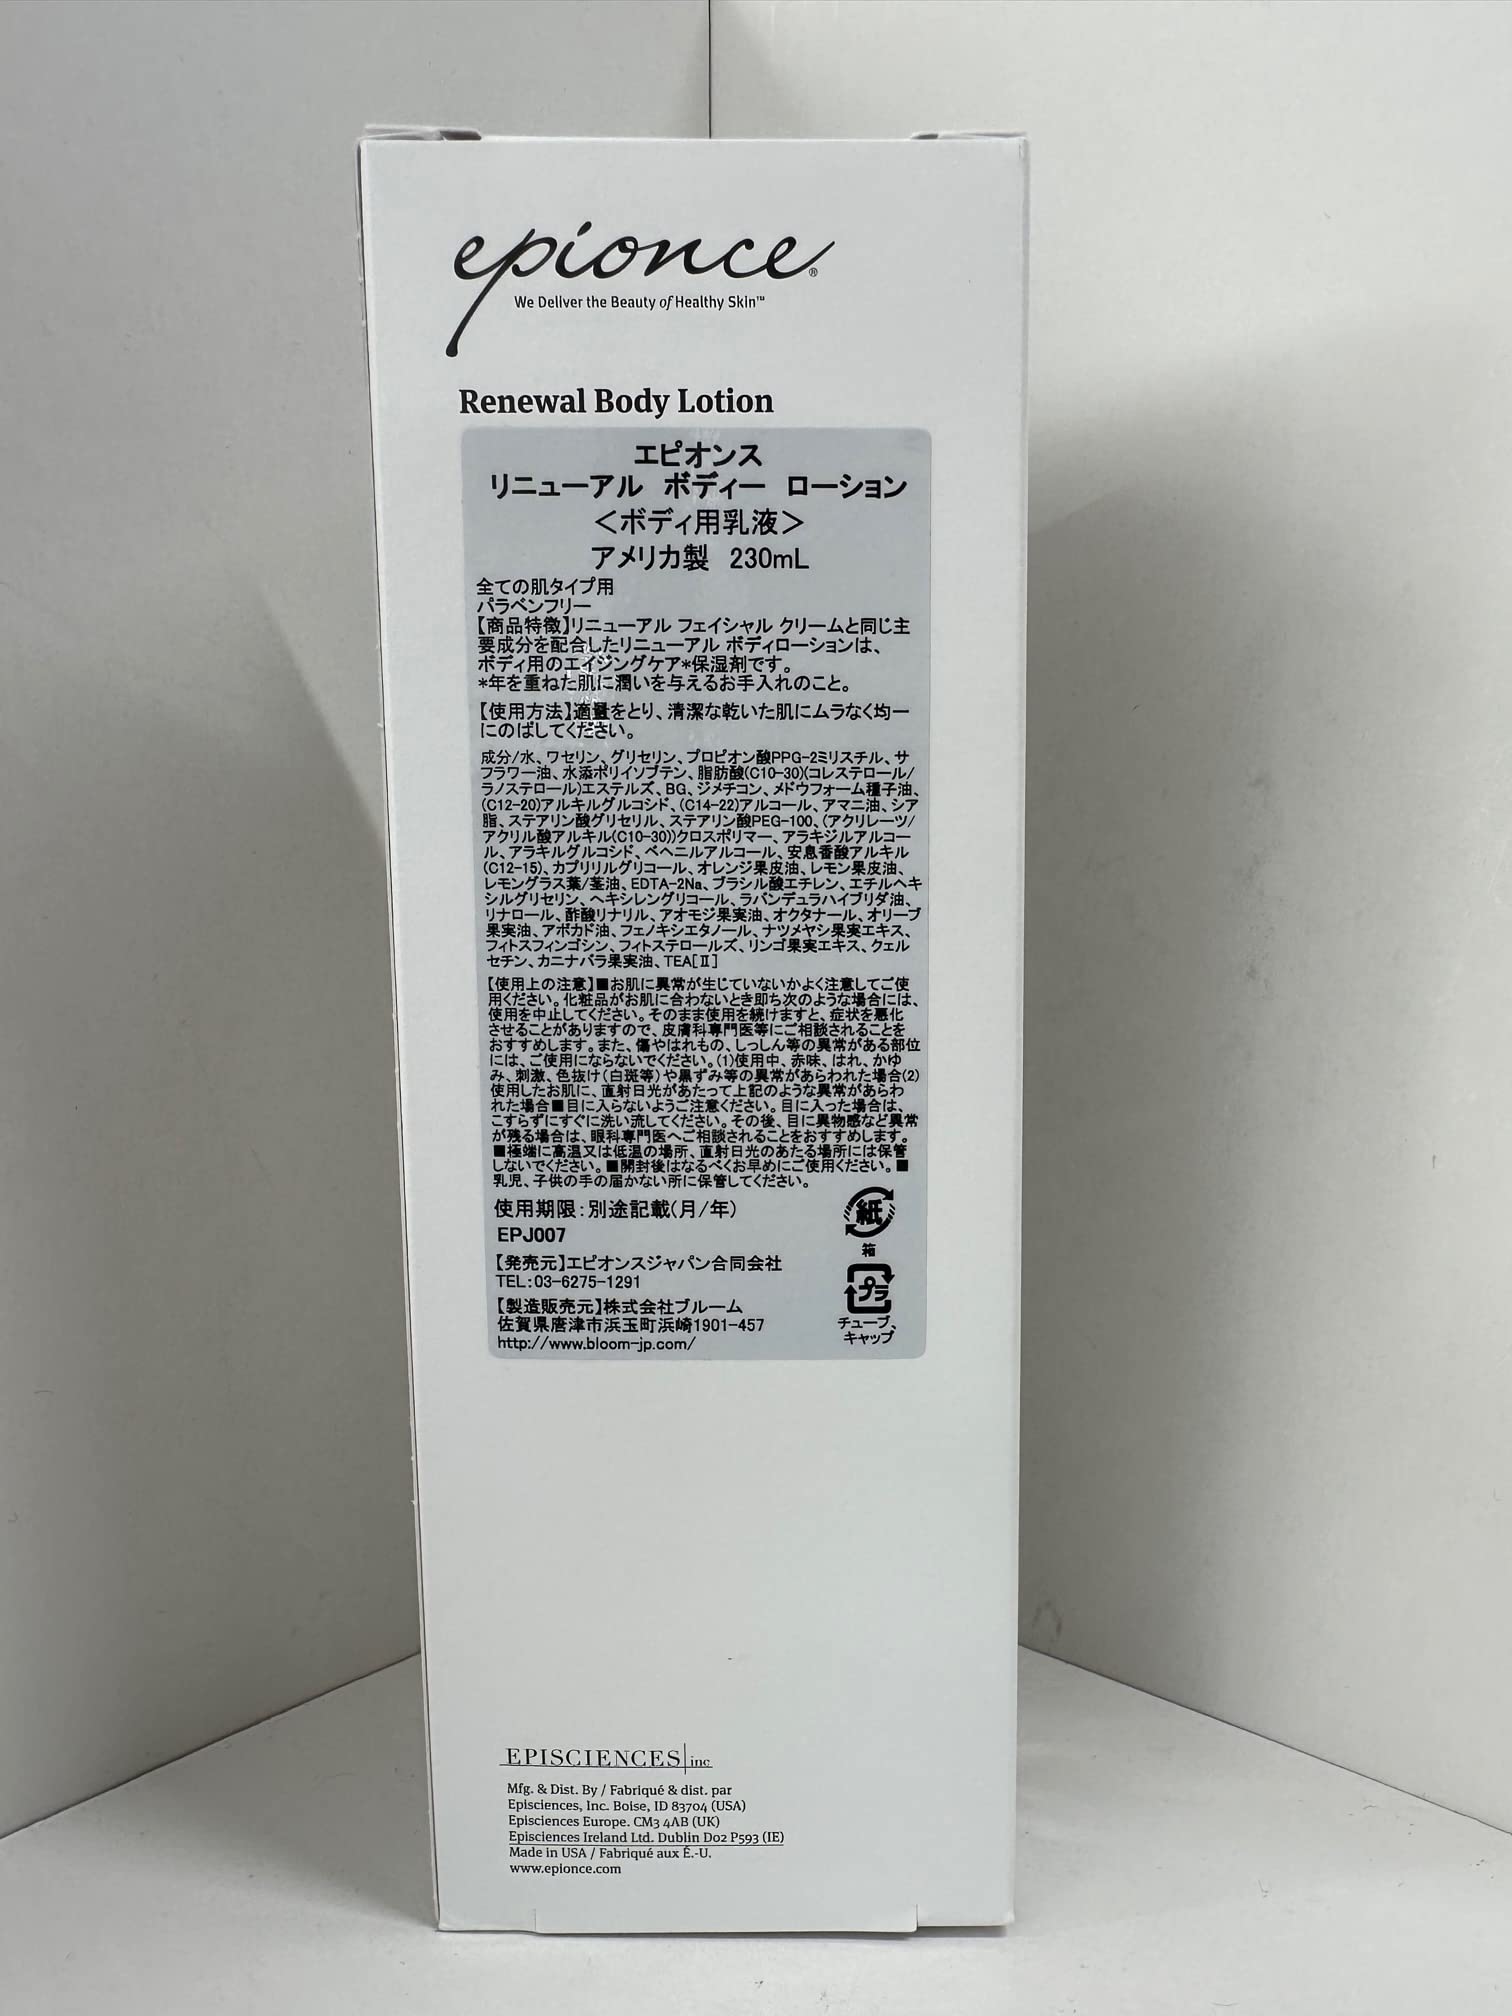 epionce®
We Deliver the Beauty of Healthy Skin™
Renewal Body Lotion
エピオンス
リニューアル ボディー ローション
＜ボディ用乳液＞
アメリカ製 230mL
全ての肌タイプ用
パラベンフリー
【商品特徴】リニューアル フェイシャル クリームと同じ主
要成分を配合したリニューアル ボディローションは、
ボディ用のエイジングケア*保湿剤です。
*年を重ねた肌に潤いを与えるお手入れのこと。
【使用方法】適量をとり、清潔な乾いた肌にムラなく均一
にのばしてください。
成分/水、ワセリン、グリセリン、プロピオン酸PPG-2ミリスチル、サ
フラワー油、水添ポリイソブテン、脂肪酸(C10-30)(コレステロール/
ラノステロール)エステルズ、BG、ジメチコン、メドウフォーム種子油、
(C12-20)アルキルグルコシド、(C14-22)アルコール、アマニ油、シア
脂、ステアリン酸グリセリル、ステアリン酸PEG-100、(アクリレーツ/
アクリル酸アルキル(C10-30))クロスポリマー、アラキジルアルコー
ル、アラキルグルコシド、ベヘニルアルコール、安息香酸アルキル
(C12-15)、カプリリルグリコール、オレンジ果皮油、レモン果皮油、
レモングラス葉/茎油、EDTA-2Na、ブラシル酸エチレン、エチルヘキ
シルグリセリン、ヘキシレングリコール、ラバンデュラハイブリダ油、
リナロール、酢酸リナリル、アオモジ果実油、オクタナール、オリーブ
果実油、アボカド油、フェノキシエタノール、ナツメヤシ果実エキス、
フィトスフィンゴシン、フィトステロールズ、リンゴ果実エキス、クェル
セチン、カニナバラ果実油、TEA[Ⅱ]
【使用上の注意】■お肌に異常が生じていないかよく注意してご使
用ください。化粧品がお肌に合わないとき即ち次のような場合には、
使用を中止してください。そのまま使用を続けますと、症状を悪化
させることがありますので、皮膚科専門医等にご相談されることを
おすすめします。また、傷やはれもの、しっしん等の異常がある部位
には、ご使用にならないでください。(1)使用中、赤味、はれ、かゆ
み、刺激、色抜け(白斑等)や黒ずみ等の異常があらわれた場合(2)
使用したお肌に、直射日光があたって上記のような異常があらわ
れた場合■目に入らないようご注意ください。目に入った場合は、
こすらずにすぐに洗い流してください。その後、目に異物感など異常
が残る場合は、眼科専門医へご相談されることをおすすめします。
■極端に高温又は低温の場所、直射日光のあたる場所には保管
しないでください。■開封後はなるべくお早めにご使用ください。■
乳児、子供の手の届かない所に保管してください。
使用期限:別途記載(月/年)
EPJ007
【発売元】エピオンスジャパン合同会社
TEL:03-6275-1291
【製造販売元】株式会社ブルーム
佐賀県唐津市浜玉町浜崎1901-457
http://www.bloom-jp.com/
紙
箱
プラ
チューブ、
キャップ
EPISCIENCES inc.
Mfg. & Dist. By / Fabriqué & dist. par
Episciences, Inc. Boise, ID 83704 (USA)
Episciences Europe. CM3 4AB (UK)
Episciences Ireland Ltd. Dublin D02 P593 (IE)
Made in USA / Fabriqué aux É.-U.
www.epionce.com